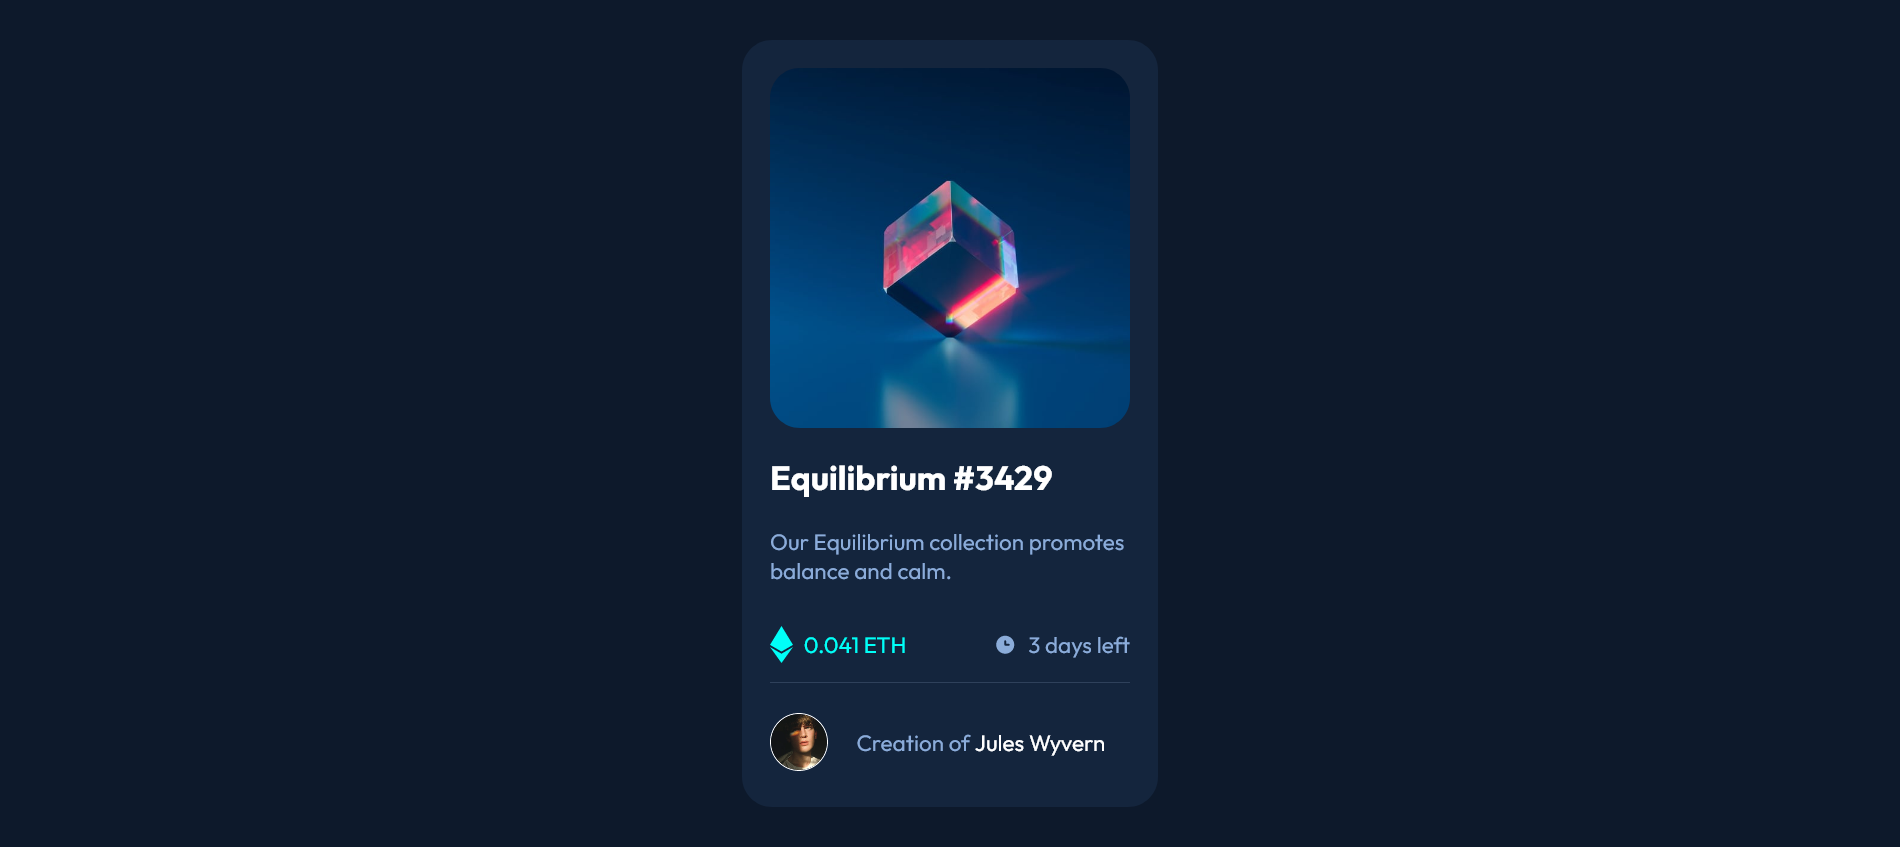 Equilibrium #3429
Our Equilibrium collection promotes
balance and calm.
0.041 ETH
3 days left
Creation of Jules Wyvern